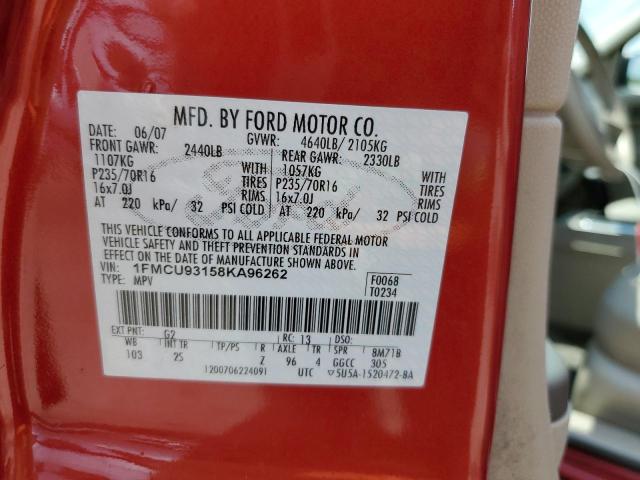 MFD. BY FORD MOTOR CO.
DATE: 06/07 GVWR: 4640LB/ 2105KG
FRONT GAWR: 2440LB REAR GAWR: 2330LB
1107KG WITH 1057KG WITH
P235/70R16 TIRES P235/70R16 TIRES
16x7.0J RIMS 16x7.0J RIMS
AT 220 kPa/ 32 PSI COLD AT 220 kPa/ 32 PSI COLD
THIS VEHICLE CONFORMS TO ALL APPLICABLE FEDERAL MOTOR
VEHICLE SAFETY AND THEFT PREVENTION STANDARDS IN
EFFECT ON THE DATE OF MANUFACTURE SHOWN ABOVE.
VIN: 1FMCU93158KA96262 F0068
TYPE: MPV T0234
EXT PNT: G2 RC: 13 DSO:
WB INT TR TP/PS R AXLE TR SPR 8M71B
103 25 Z 96 4 GGCC 305
1200706224091 UTC ▽5U5A-1520472-BA